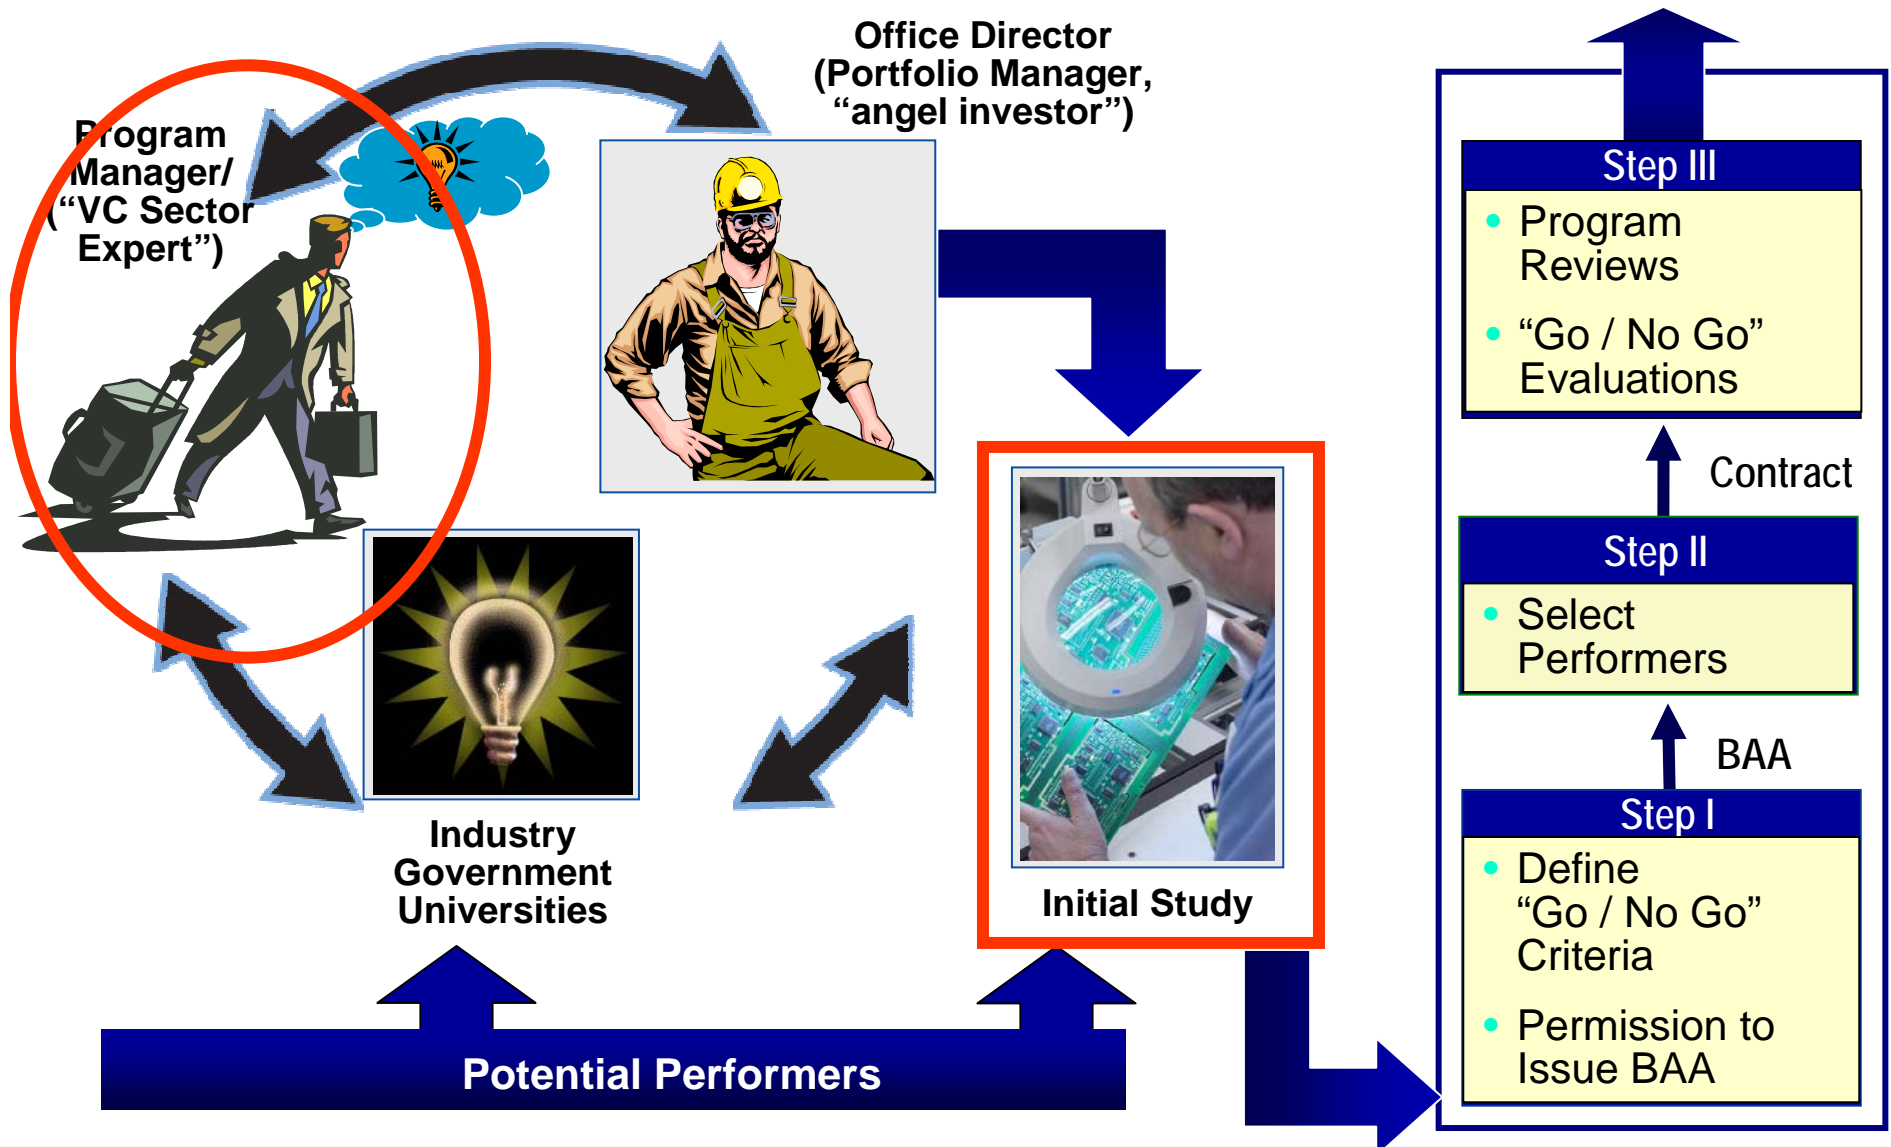 Office Director
(Portfolio Manager,
“angel investor”)
Program
Manager/
(“VC Sector
Expert”)
Industry
Government
Universities
Initial Study
Potential Performers
Step III
• Program
Reviews
• “Go / No Go”
Evaluations
Contract
Step II
• Select
Performers
BAA
Step I
• Define
“Go / No Go”
Criteria
• Permission to
Issue BAA